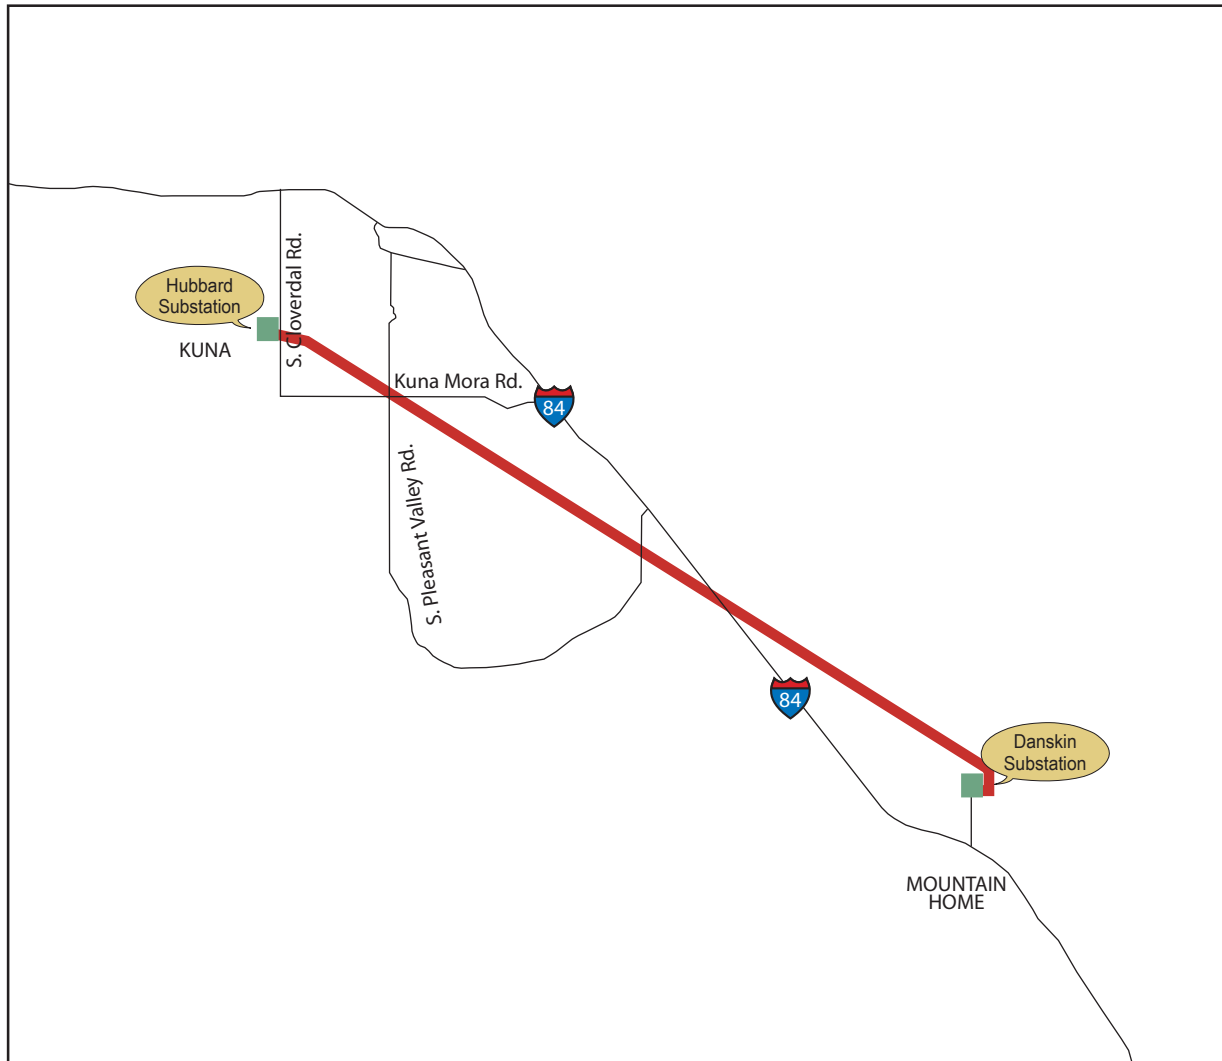 S. Cloverdal Rd.
Hubbard
Substation
KUNA
Kuna Mora Rd.
84
S. Pleasant Valley Rd.
84
Danskin
Substation
MOUNTAIN
HOME